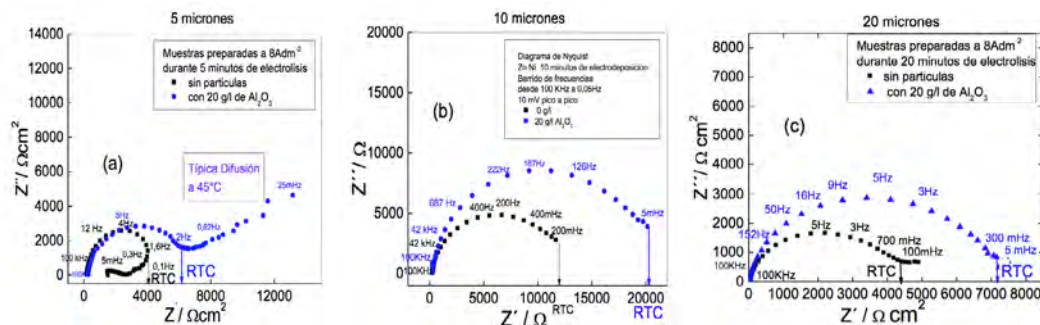 5 micrones
Muestras preparadas a 8Adm⁻²
durante 5 minutos de electrolisis
sin particulas
con 20 g/l de Al₂O₃
(a)
Típica Difusión
a 45°C
14000
12000
10000
8000
6000
4000
2000
0
Z''/ Ωcm²
12 Hz
5Hz
4Hz
2Hz
0,82Hz
25mHz
1,6Hz
0,3Hz
5mHz
0,1Hz
100 kHz
RTC
RTC
0 4000 8000 12000
Z'/ Ωcm²
10 micrones
Diagrama de Nyquist
Zn Ni 10 minutos de electrodeposición
Barrido de frecuencias
desde 100 KHz a 0,05Hz
10 mV pico a pico
0 g/l
20 g/l Al₂O₃
(b)
20000
15000
10000
5000
0
Z''/ Ω
222Hz
187Hz
126Hz
687 Hz
400Hz
200Hz
400mHz
200mHz
5mHz
42 kHz
42 kHz
100KHz
100KHz
RTC
RTC
0 5000 10000 15000 20000
Z'/ Ω
20 micrones
Muestras preparadas a 8Adm⁻²
durante 20 minutos de electrolisis
sin particulas
con 20 g/l de Al₂O₃
(c)
8000
7000
6000
5000
4000
3000
2000
1000
0
Z''/ Ω cm²
152Hz
50Hz
16Hz
9Hz
5Hz
3Hz
5Hz
3Hz
700 mHz
100mHz
300 mHz
5 mHz
100KHz
100KHz
RTC
RTC
0 1000 2000 3000 4000 5000 6000 7000 8000
Z'/ Ω cm²